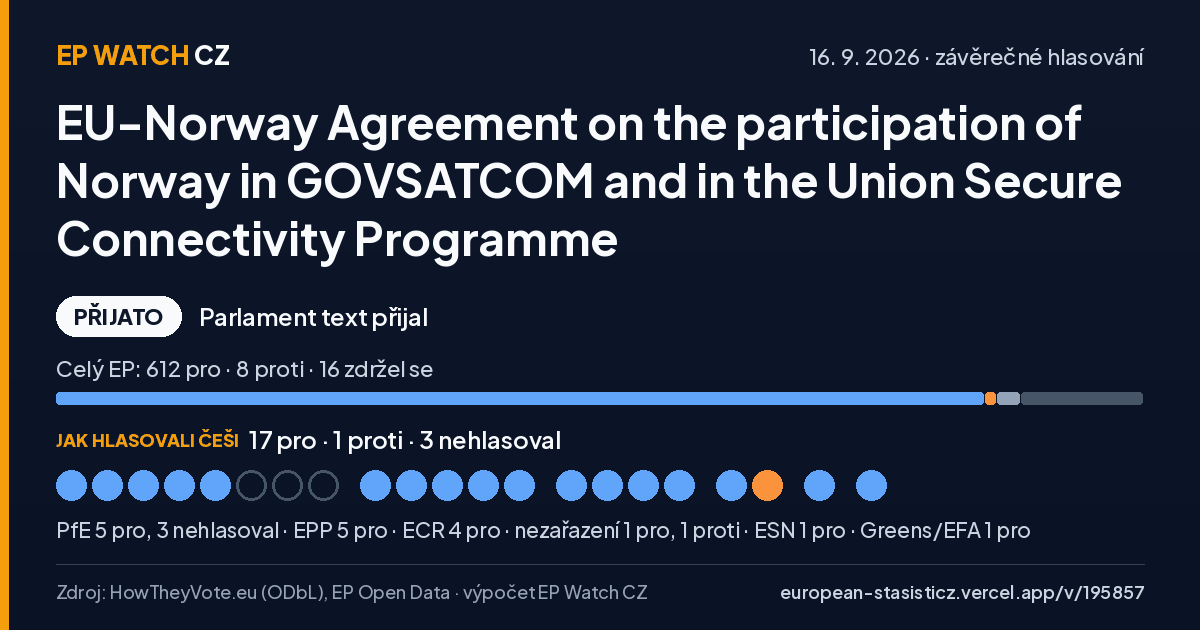 EP WATCH CZ
16. 9. 2026 · závěrečné hlasování
EU–Norway Agreement on the participation of
Norway in GOVSATCOM and in the Union Secure
Connectivity Programme
PŘIJATO Parlament text přijal
Celý EP: 612 pro · 8 proti · 16 zdržel se
JAK HLASOVALI ČEŠI 17 pro · 1 proti · 3 nehlasoval
PfE 5 pro, 3 nehlasoval · EPP 5 pro · ECR 4 pro · nezařazení 1 pro, 1 proti · ESN 1 pro · Greens/EFA 1 pro
Zdroj: HowTheyVote.eu (ODbL), EP Open Data · výpočet EP Watch CZ
european-stasisticz.vercel.app/v/195857